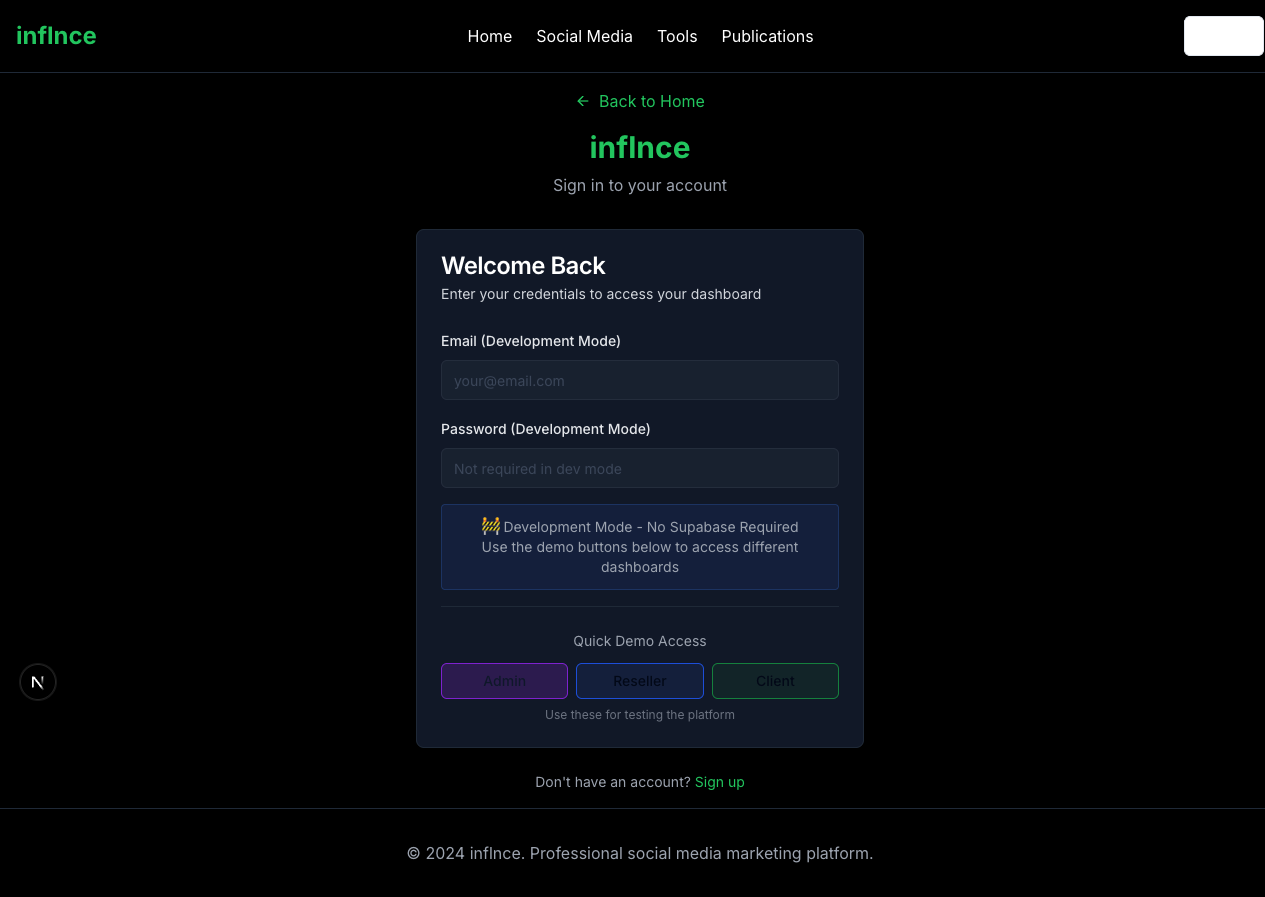 inflnce
Home Social Media Tools Publications
← Back to Home
inflnce
Sign in to your account
Welcome Back
Enter your credentials to access your dashboard
Email (Development Mode)
your@email.com
Password (Development Mode)
Not required in dev mode
🚧 Development Mode - No Supabase Required
Use the demo buttons below to access different
dashboards
Quick Demo Access
Admin Reseller Client
Use these for testing the platform
N
Don't have an account? Sign up
© 2024 inflnce. Professional social media marketing platform.